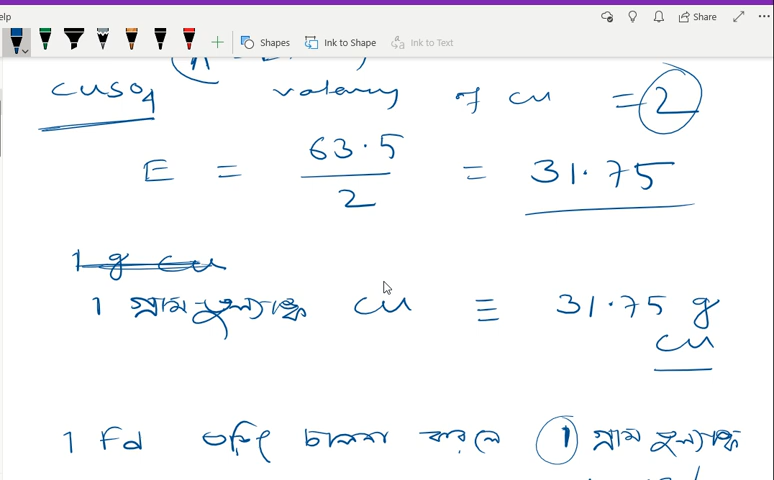 elp
Share
Shapes
Ink to Shape
Ink to Text
CuSO4 valency of Cu = 2
E = 63.5 / 2 = 31.75
1 g Cu
1 গ্রাম-তুল্যাঙ্ক Cu ≡ 31.75 g
Cu
1 Fd তড়িৎ চালনা করলে 1 গ্রাম তুল্যাঙ্ক